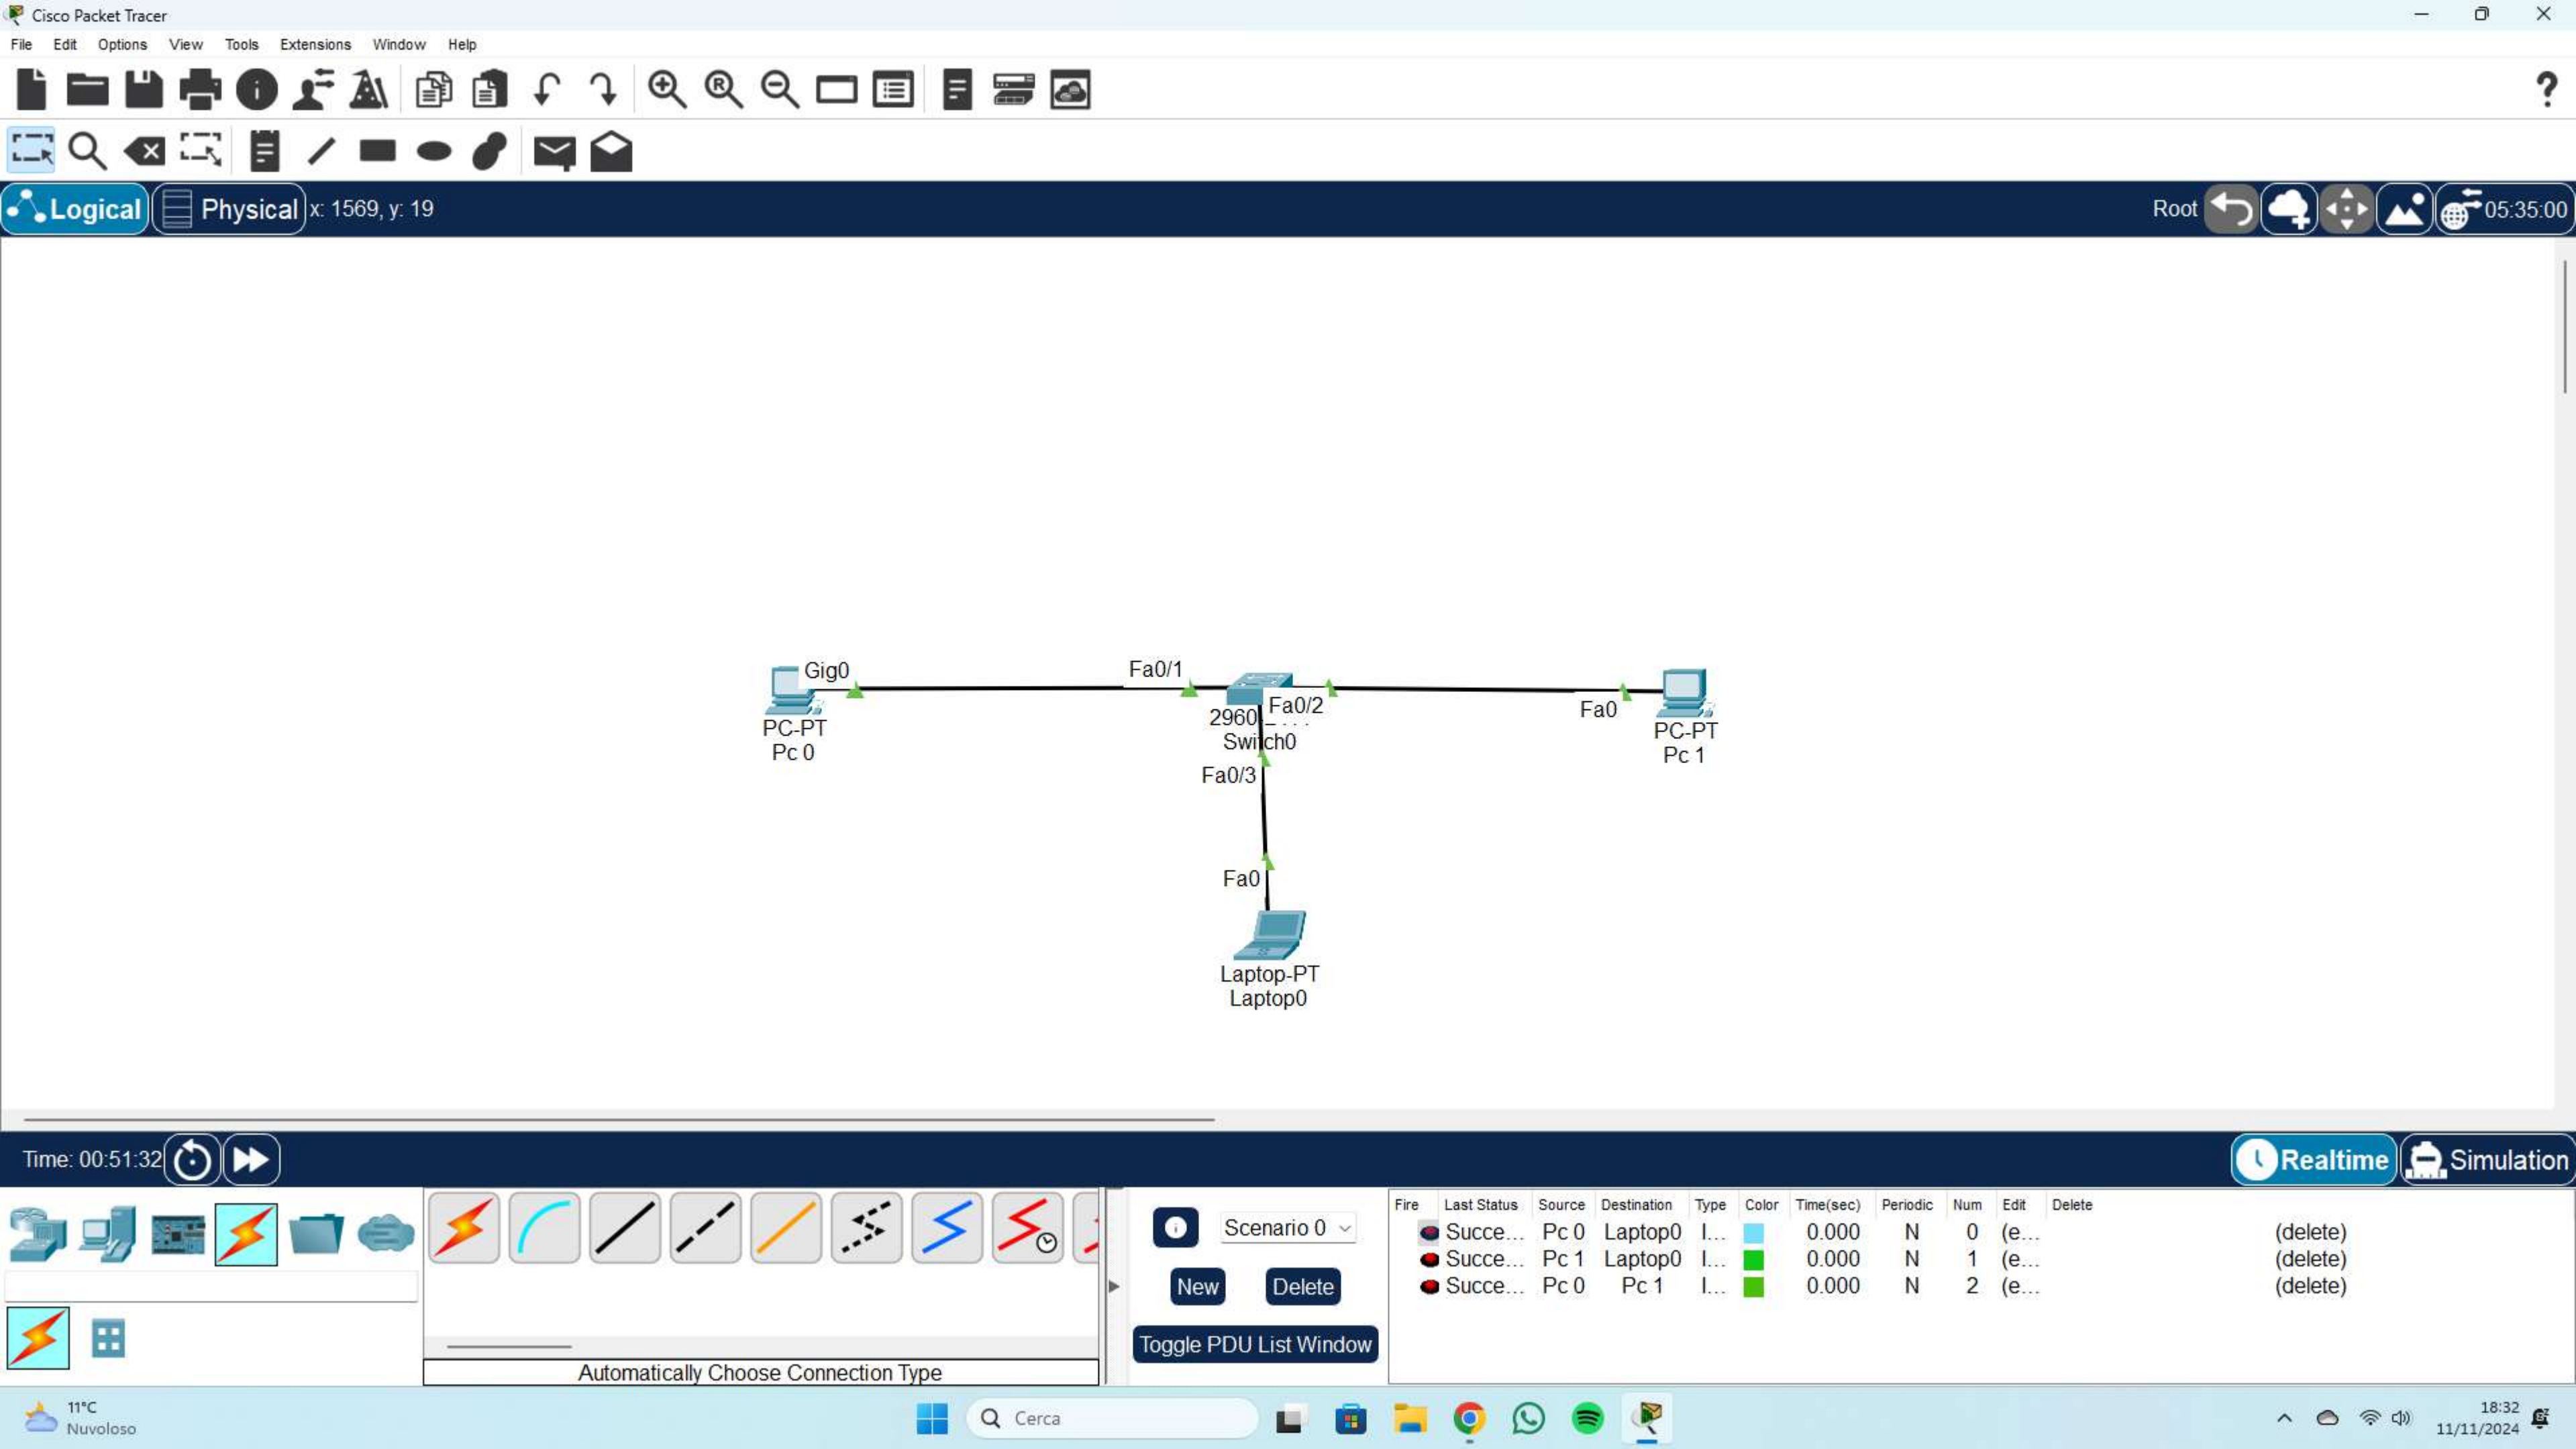 Cisco Packet Tracer
File Edit Options View Tools Extensions Window Help
Logical Physical x: 1569, y: 19 Root 05:35:00
Gig0 Fa0/1
Fa0/2 Fa0
PC-PT 2960 PC-PT
Pc 0 Switch0 Pc 1
Fa0/3
Fa0
Laptop-PT
Laptop0
Time: 00:51:32 Realtime Simulation
Fire Last Status Source Destination Type Color Time(sec) Periodic Num Edit Delete
Scenario 0
Succe... Pc 0 Laptop0 I... 0.000 N 0 (e... (delete)
Succe... Pc 1 Laptop0 I... 0.000 N 1 (e... (delete)
Succe... Pc 0 Pc 1 I... 0.000 N 2 (e... (delete)
New Delete
Toggle PDU List Window
Automatically Choose Connection Type
11°C
Nuvoloso
Cerca
18:32
11/11/2024